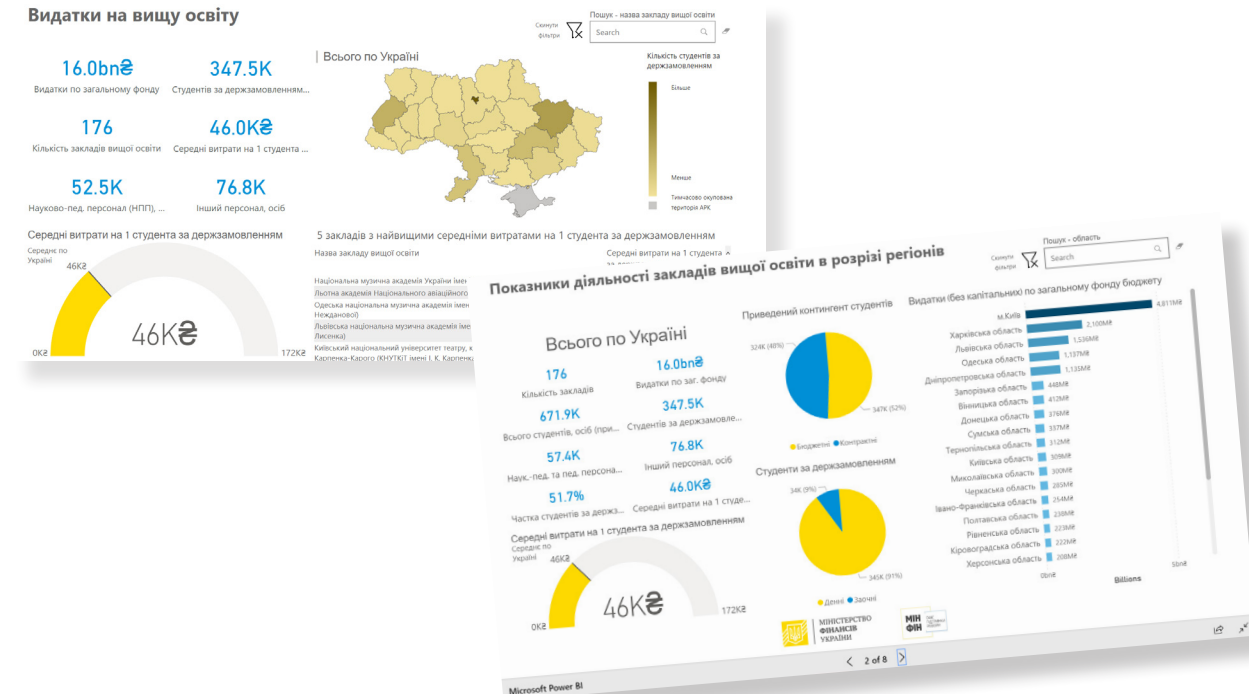 Видатки на вищу освіту
Скинути
фільтри
Пошук - назва закладу вищої освіти
Search
16.0bn₴
Видатки по загальному фонду
347.5K
Студентів за держзамовленням...
176
Кількість закладів вищої освіти
46.0K₴
Середні витрати на 1 студента ...
52.5K
Науково-пед. персонал (НПП), ...
76.8K
Інший персонал, осіб
Всього по Україні
Кількість студентів за
держзамовленням
Більше
Менше
Тимчасово окупована
територія АРК
Середні витрати на 1 студента за держзамовленням
Середнє по
Україні
46K₴
46K₴
0K₴
172K₴
5 закладів з найвищими середніми витратами на 1 студента за держзамовленням
Назва закладу вищої освіти
Середні витрати на 1 студента
Національна музична академія України імен
Льотна академія Національного авіаційного
Одеська національна музична академія імен
Нежданової)
Львівська національна музична академія іме
Лисенка)
Київський національний університет театру, к
Карпенка-Карого (КНУТКіТ імені І. К. Карпенк
Показники діяльності закладів вищої освіти в розрізі регіонів
Скинути
фільтри
Пошук - область
Search
Всього по Україні
176
Кількість закладів
16.0bn₴
Видатки по заг. фонду
671.9K
Всього студентів, осіб (при...
347.5K
Студентів за держзамовле...
57.4K
Наук.-пед. та пед. персона...
76.8K
Інший персонал, осіб
51.7%
Частка студентів за держз...
46.0K₴
Середні витрати на 1 студе...
Середні витрати на 1 студента за держзамовленням
Середнє по
Україні
46K₴
46K₴
0K₴
172K₴
Приведений контингент студентів
324K (48%)
347K (52%)
Бюджетні
Контрактні
Студенти за держзамовленням
34K (9%)
345K (91%)
Денні
Заочні
Видатки (без капітальних) по загальному фонду бюджету
м.Київ 4,811M₴
Харківська область 2,100M₴
Львівська область 1,536M₴
Одеська область 1,137M₴
Дніпропетровська область 1,135M₴
Запорізька область 448M₴
Вінницька область 412M₴
Донецька область 376M₴
Сумська область 337M₴
Тернопільська область 312M₴
Київська область 309M₴
Миколаївська область 300M₴
Черкаська область 285M₴
Івано-Франківська область 254M₴
Полтавська область 238M₴
Рівненська область 223M₴
Кіровоградська область 222M₴
Херсонська область 208M₴
0bn₴
5bn₴
Billions
МІНІСТЕРСТВО
ФІНАНСІВ
УКРАЇНИ
МІН
ФІН
2 of 8
Microsoft Power BI